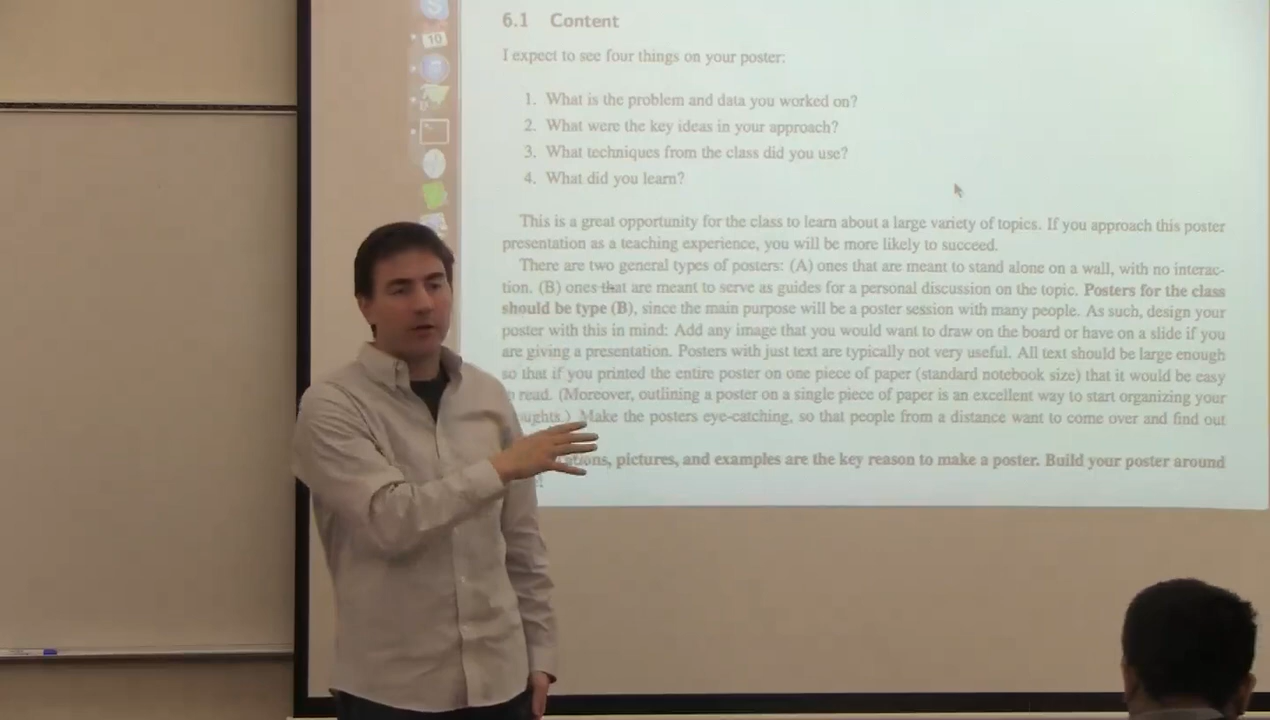 6.1 Content
I expect to see four things on your poster:
1. What is the problem and data you worked on?
2. What were the key ideas in your approach?
3. What techniques from the class did you use?
4. What did you learn?
This is a great opportunity for the class to learn about a large variety of topics. If you approach this poster
presentation as a teaching experience, you will be more likely to succeed.
There are two general types of posters: (A) ones that are meant to stand alone on a wall, with no interac-
tion. (B) ones that are meant to serve as guides for a personal discussion on the topic. Posters for the class
should be type (B), since the main purpose will be a poster session with many people. As such, design your
poster with this in mind: Add any image that you would want to draw on the board or have on a slide if you
are giving a presentation. Posters with just text are typically not very useful. All text should be large enough
so that if you printed the entire poster on one piece of paper (standard notebook size) that it would be easy
read. (Moreover, outlining a poster on a single piece of paper is an excellent way to start organizing your
Make the posters eye-catching, so that people from a distance want to come over and find out
pictures, and examples are the key reason to make a poster. Build your poster around
10